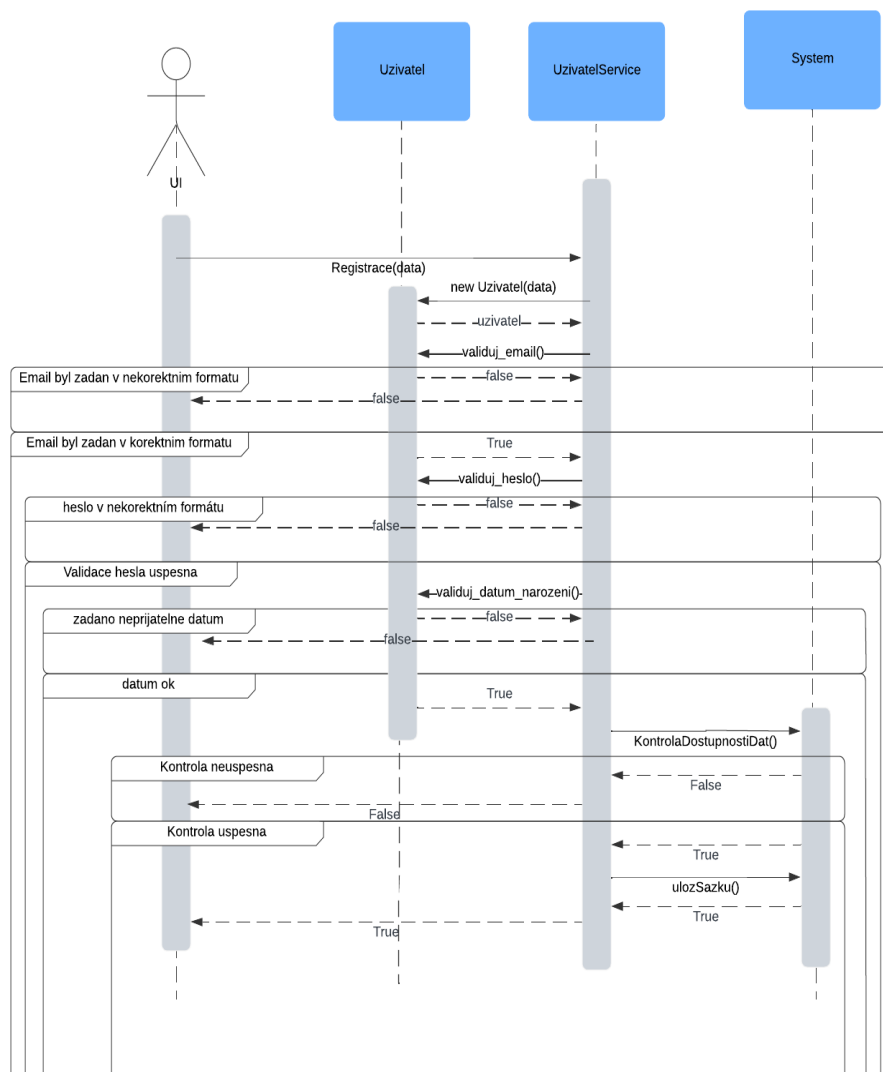 Uzivatel
UzivatelService
System
UI
Registrace(data)
new Uzivatel(data)
uzivatel
validuj_email()
Email byl zadan v nekorektnim formatu
false
false
Email byl zadan v korektnim formatu
True
validuj_heslo()
heslo v nekorektním formátu
false
false
Validace hesla uspesna
validuj_datum_narozeni()
zadano neprijatelne datum
false
false
datum ok
True
KontrolaDostupnostiDat()
Kontrola neuspesna
False
False
Kontrola uspesna
True
ulozSazku()
True
True